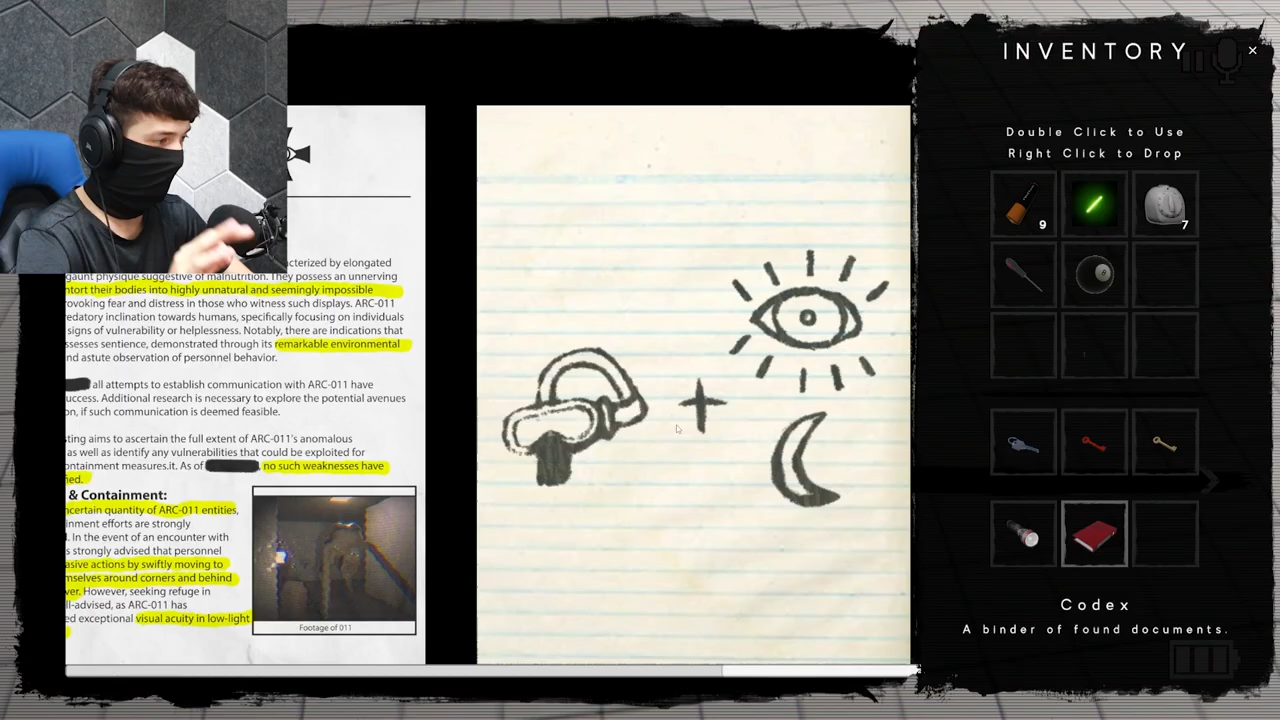 acterized by elongated
gaunt physique suggestive of malnutrition. They possess an unnerving
ntort their bodies into highly unnatural and seemingly impossible
rovoking fear and distress in those who witness such displays. ARC-011
redatory inclination towards humans, specifically focusing on individuals
signs of vulnerability or helplessness. Notably, there are indications that
ssesses sentience, demonstrated through its remarkable environmental
nd astute observation of personnel behavior.
all attempts to establish communication with ARC-011 have
uccess. Additional research is necessary to explore the potential avenues
on, if such communication is deemed feasible.
sting aims to ascertain the full extent of ARC-011's anomalous
as well as identify any vulnerabilities that could be exploited for
ontainment measures.it. As of , no such weaknesses have
ied.
& Containment:
ncertain quantity of ARC-011 entities,
inment efforts are strongly
. In the event of an encounter with
s strongly advised that personnel
asive actions by swiftly moving to
mselves around corners and behind
ver. However, seeking refuge in
ll-advised, as ARC-011 has
ed exceptional visual acuity in low-light
Footage of 011
INVENTORY
×
Double Click to Use
Right Click to Drop
9
7
8
Codex
A binder of found documents.